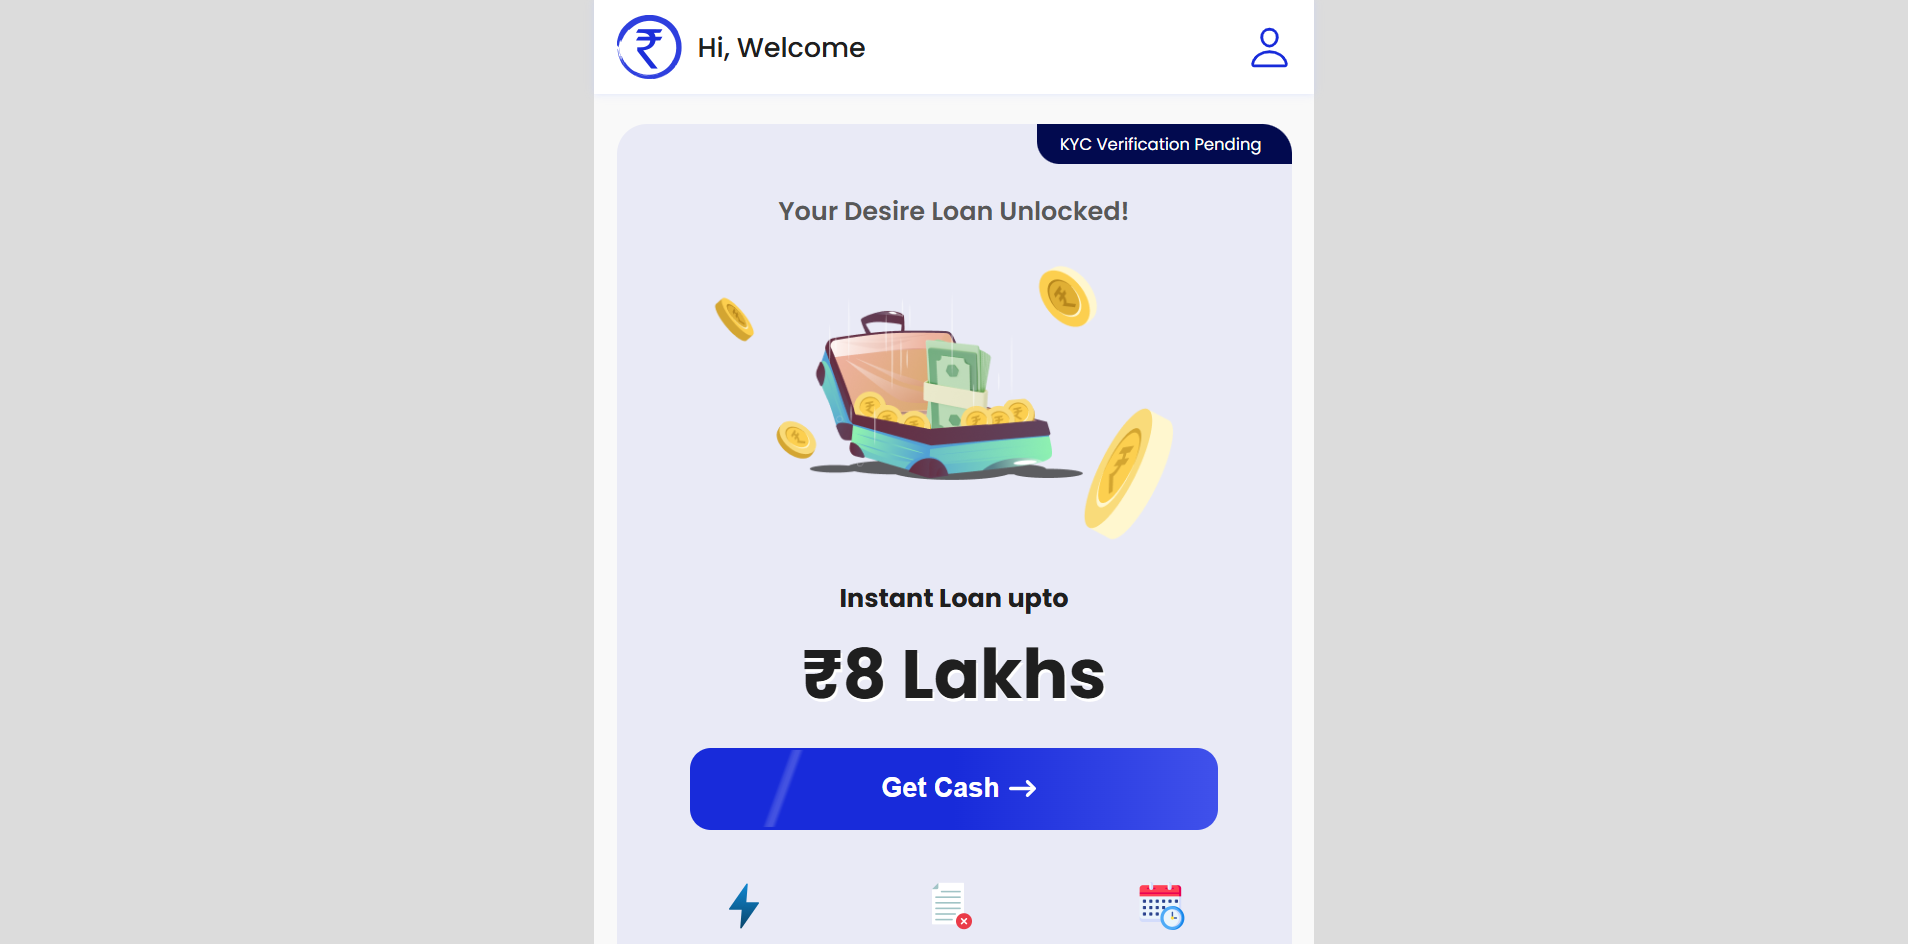 Hi, Welcome
KYC Verification Pending
Your Desire Loan Unlocked!
Instant Loan upto
₹8 Lakhs
Get Cash →